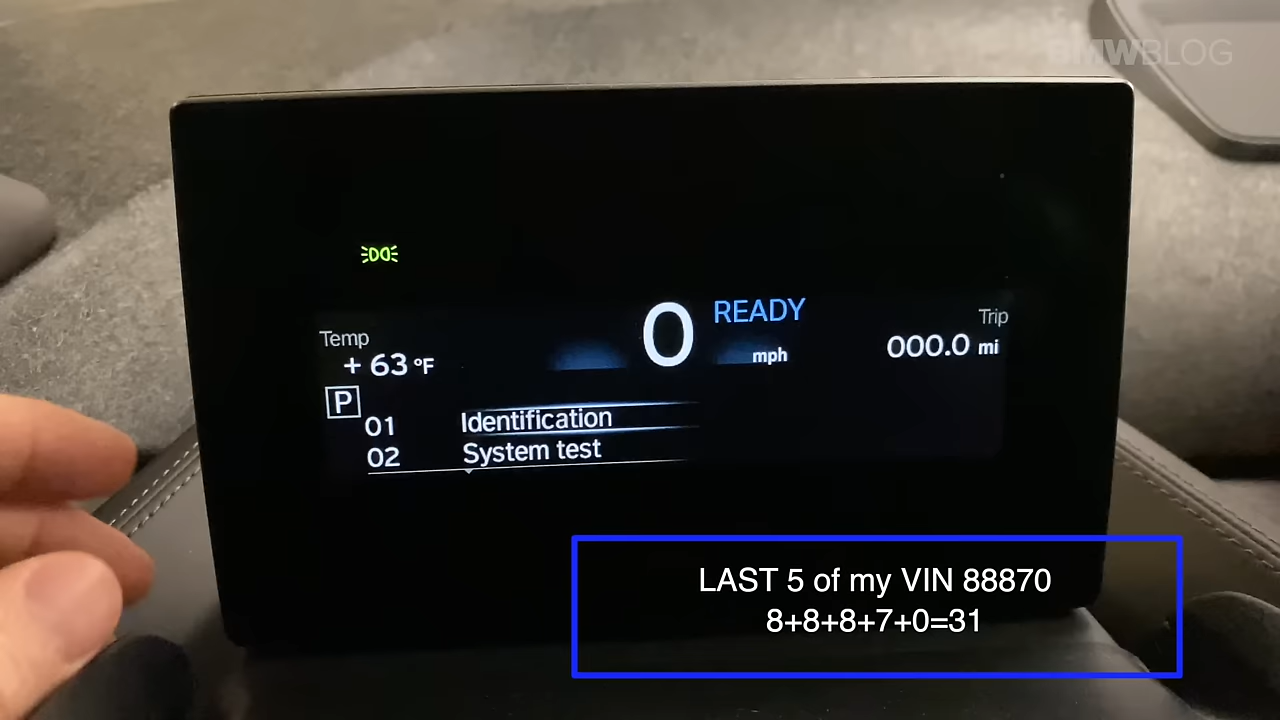 BMWBLOG
READY
Temp
0
Trip
+ 63 °F
mph
000.0 mi
P
01 Identification
02 System test
LAST 5 of my VIN 88870
8+8+8+7+0=31